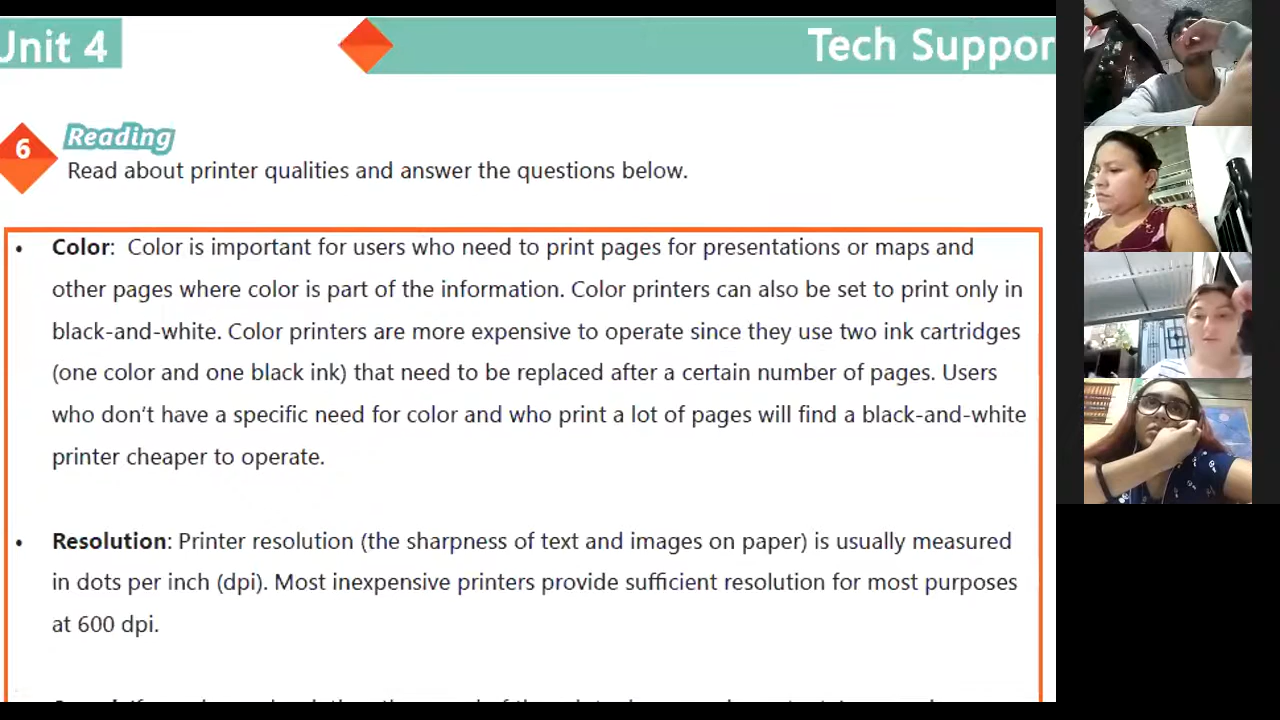 Unit 4
Tech Suppor
6
Reading
Read about printer qualities and answer the questions below.
• Color: Color is important for users who need to print pages for presentations or maps and
other pages where color is part of the information. Color printers can also be set to print only in
black-and-white. Color printers are more expensive to operate since they use two ink cartridges
(one color and one black ink) that need to be replaced after a certain number of pages. Users
who don't have a specific need for color and who print a lot of pages will find a black-and-white
printer cheaper to operate.
• Resolution: Printer resolution (the sharpness of text and images on paper) is usually measured
in dots per inch (dpi). Most inexpensive printers provide sufficient resolution for most purposes
at 600 dpi.